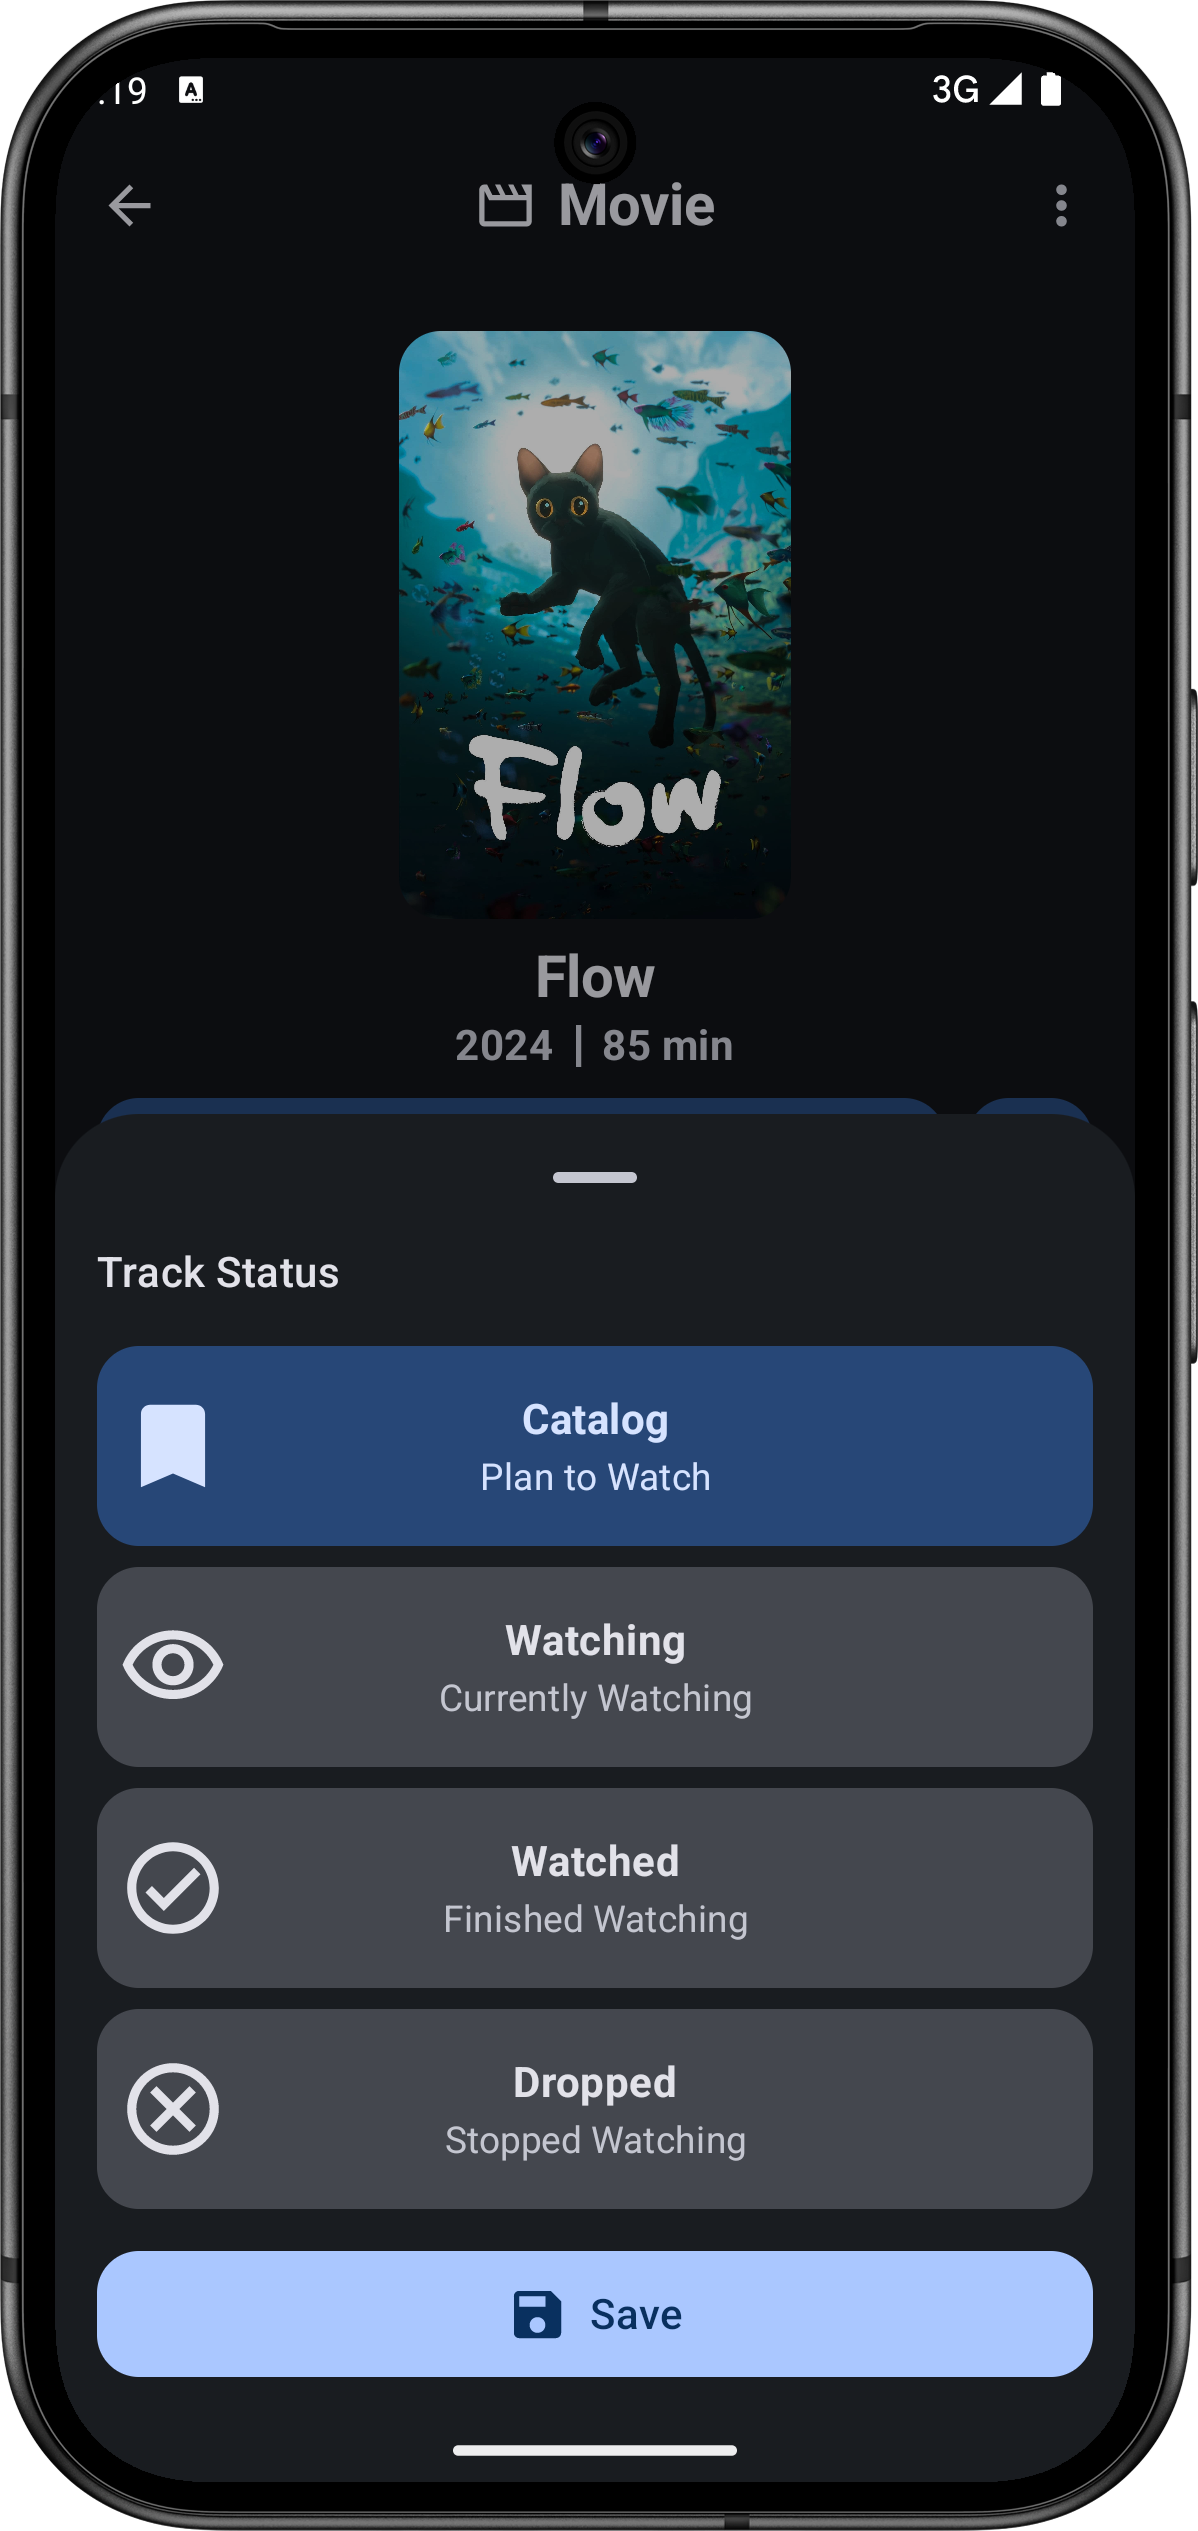 :19 A 3G
Movie
Flow
Flow
2024 | 85 min
Track Status
Catalog
Plan to Watch
Watching
Currently Watching
Watched
Finished Watching
Dropped
Stopped Watching
Save